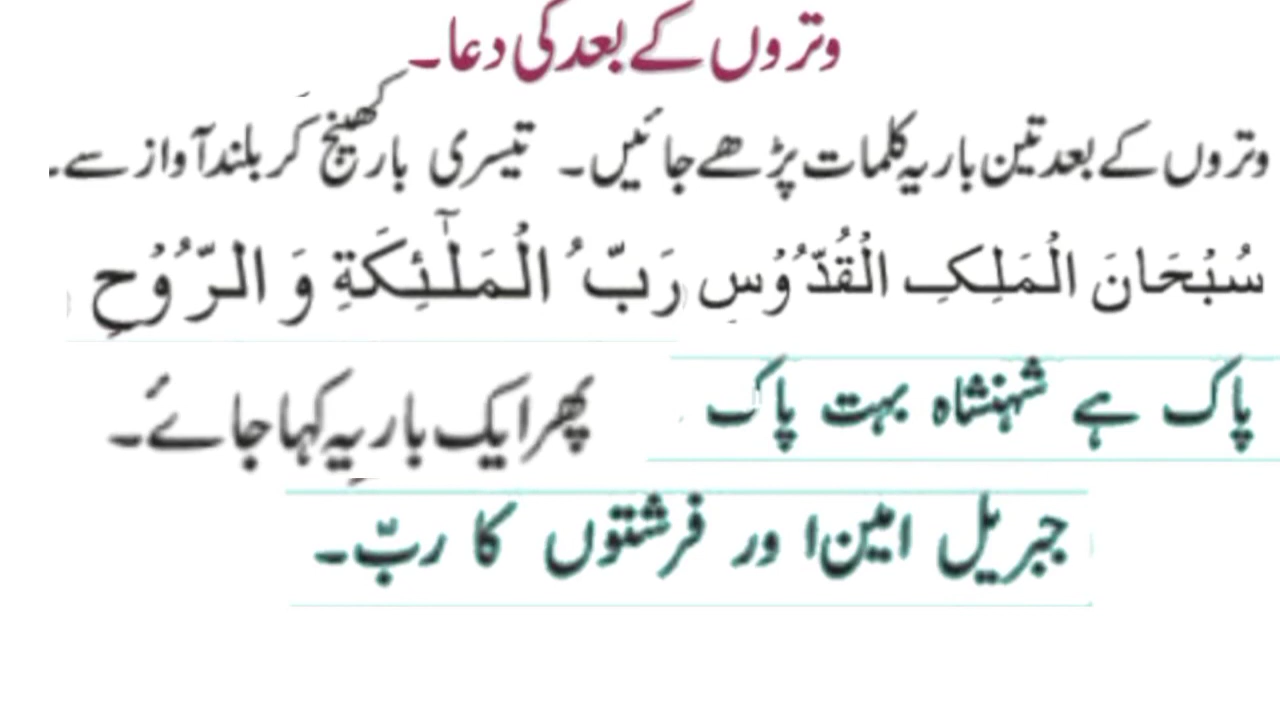 وتروں کے بعد کی دعا۔
وتروں کے بعد تین بار یہ کلمات پڑھے جائیں۔ تیسری بار کھینچ کر بلند آواز سے۔
سُبْحَانَ الْمَلِکِ الْقُدُّوْسِ رَبُّ الْمَلٰٓئِکَةِ وَ الرُّوْحِ
پاک ہے شہنشاہ بہت پاک پھر ایک بار یہ کہا جائے۔
جبریل امین اور فرشتوں کا ربّ۔